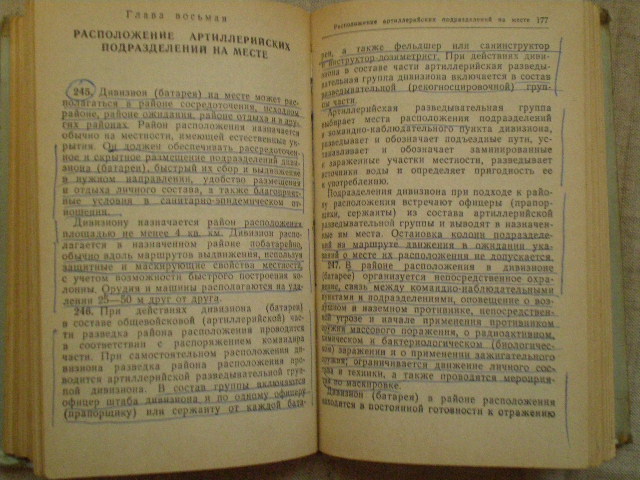 Глава восьмая
РАСПОЛОЖЕНИЕ АРТИЛЛЕРИЙСКИХ
ПОДРАЗДЕЛЕНИЙ НА МЕСТЕ
245. Дивизион (батарея) на месте может рас-
полагаться в районе сосредоточения, исходном
районе, районе ожидания, районе отдыха и в дру-
гих районах. Район расположения назначается
обычно на местности, имеющей естественные ук-
рытия. Он должен обеспечивать рассредоточен-
ное и скрытное размещение подразделений диви-
зиона (батареи), быстрый их сбор и выдвижение
в нужном направлении, удобство размещения
и отдыха личного состава, а также благоприят-
ные условия в санитарно-эпидемическом от-
ношении.
Дивизиону назначается район расположения
площадью не менее 4 кв. км. Дивизион распо-
лагается в назначенном районе побатарейно,
обычно вдоль маршрутов выдвижения, используя
защитные и маскирующие свойства местности,
с учетом возможности быстрого построения ко-
лонны. Орудия и машины располагаются на уда-
лении 25—50 м друг от друга.
246. При действиях дивизиона (батареи)
в составе общевойсковой (артиллерийской) час-
ти разведка района расположения проводится
в соответствии с распоряжением командира
части. При самостоятельном расположении ди-
визиона разведка района расположения про-
водится артиллерийской разведывательной груп-
пой дивизиона. В состав группы включаются
офицер штаба дивизиона и по одному офицеру
(прапорщику) или сержанту от каждой бата-
Расположение артиллерийских подразделений на месте 177
реи, а также фельдшер или санинструктор
и инструктор дозиметрист. При действиях диви-
зиона в составе части артиллерийская разведы-
вательная группа дивизиона включается в состав
разведывательной (рекогносцировочной) груп-
пы части.
Артиллерийская разведывательная группа
выбирает места расположения подразделений
и командно-наблюдательного пункта дивизиона,
разведывает и обозначает подъездные пути, ус-
танавливает и обозначает заминированные
и зараженные участки местности, разведывает
источники воды и определяет пригодность ее
к употреблению.
Подразделения дивизиона при подходе к райо-
ну расположения встречают офицеры (прапор-
щики, сержанты) из состава артиллерийской
разведывательной группы и выводят в назначен-
ные им места. Остановка колонн подразделе-
ний на маршруте движения в ожидании ука-
заний о месте их расположения не допускается.
247. В районе расположения в дивизионе
(батарее) организуется непосредственное охра-
нение, связь между командно-наблюдательными
пунктами и подразделениями, оповещение о воз-
душном и наземном противнике, непосредствен-
ной угрозе и начале применения противником
оружия массового поражения, о радиоактивном,
химическом и бактериологическом (биологичес-
ком) заражении и о применении зажигательного
оружия; ограничивается движение личного сос-
тава и техники, а также проводятся мероприя-
тия по маскировке.
Дивизион (батарея) в районе расположения
находятся в постоянной готовности к отражению